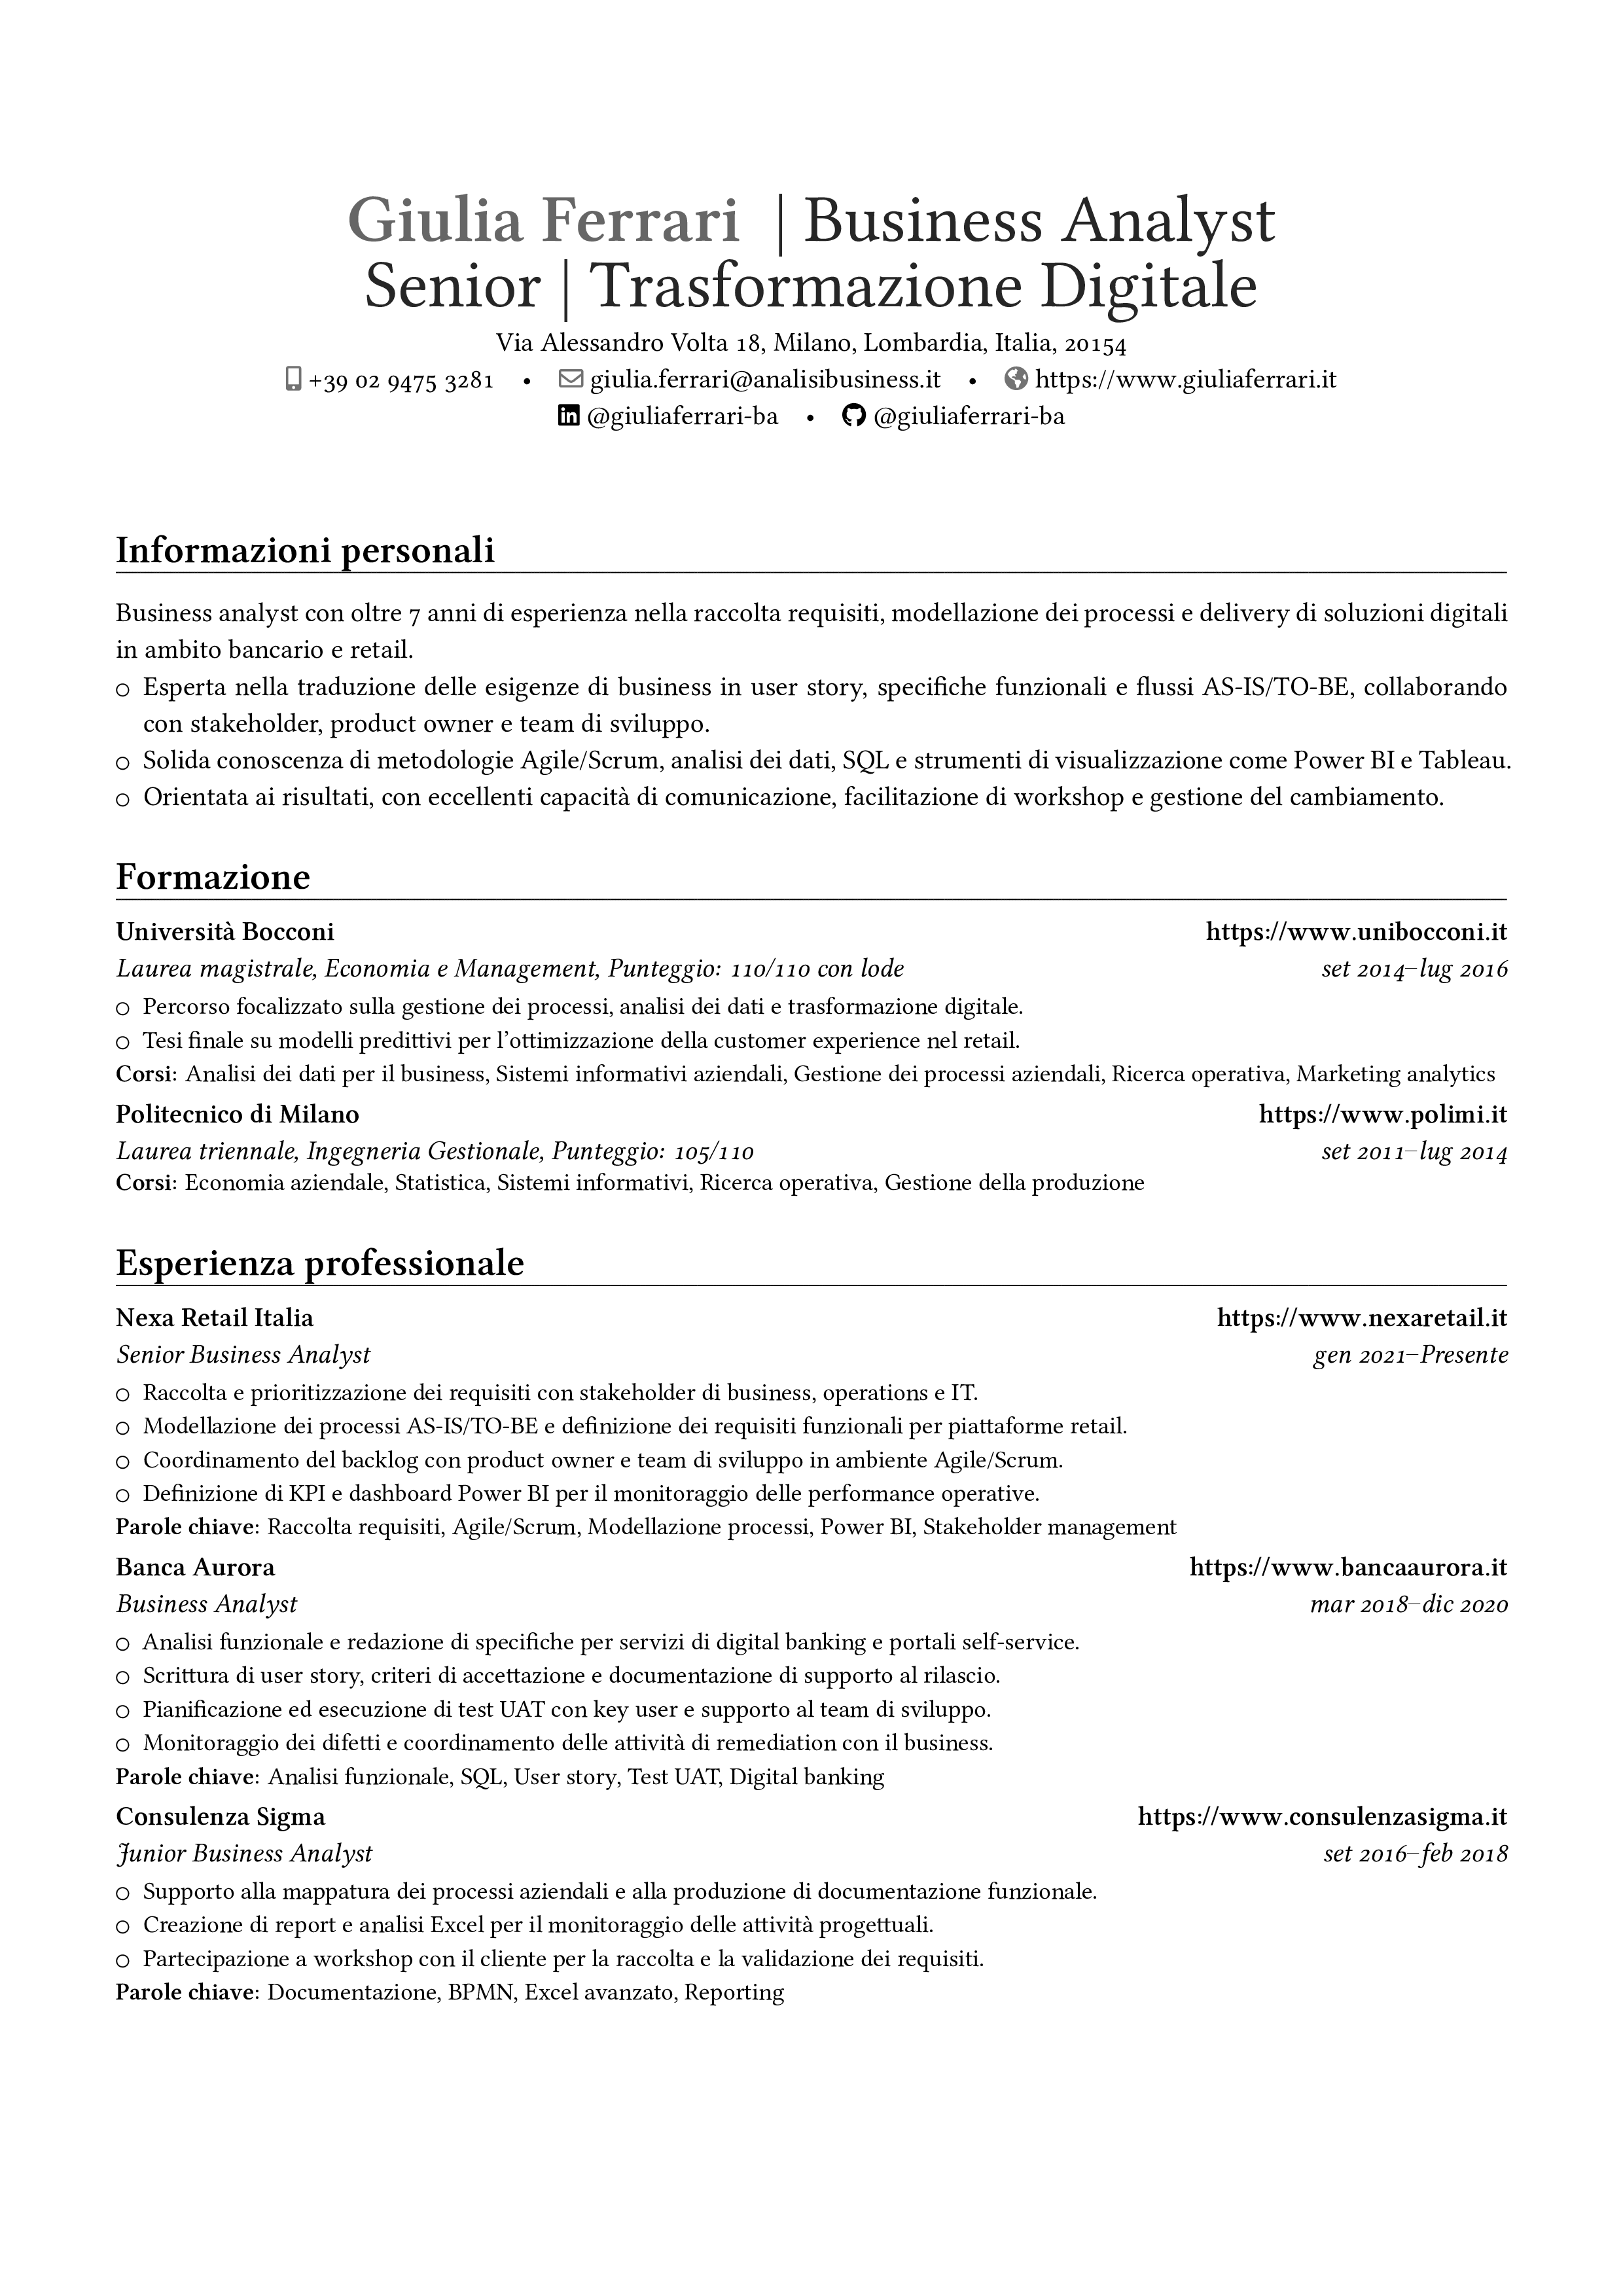 Giulia Ferrari | Business Analyst
Senior | Trasformazione Digitale
Via Alessandro Volta 18, Milano, Lombardia, Italia, 20154
+39 02 9475 3281 • giulia.ferrari@analisibusiness.it • https://www.giuliaferrari.it
@giuliaferrari-ba • @giuliaferrari-ba
Informazioni personali
Business analyst con oltre 7 anni di esperienza nella raccolta requisiti, modellazione dei processi e delivery di soluzioni digitali
in ambito bancario e retail.
○ Esperta nella traduzione delle esigenze di business in user story, specifiche funzionali e flussi AS-IS/TO-BE, collaborando
con stakeholder, product owner e team di sviluppo.
○ Solida conoscenza di metodologie Agile/Scrum, analisi dei dati, SQL e strumenti di visualizzazione come Power BI e Tableau.
○ Orientata ai risultati, con eccellenti capacità di comunicazione, facilitazione di workshop e gestione del cambiamento.
Formazione
Università Bocconi https://www.unibocconi.it
Laurea magistrale, Economia e Management, Punteggio: 110/110 con lode set 2014–lug 2016
○ Percorso focalizzato sulla gestione dei processi, analisi dei dati e trasformazione digitale.
○ Tesi finale su modelli predittivi per l’ottimizzazione della customer experience nel retail.
Corsi: Analisi dei dati per il business, Sistemi informativi aziendali, Gestione dei processi aziendali, Ricerca operativa, Marketing analytics
Politecnico di Milano https://www.polimi.it
Laurea triennale, Ingegneria Gestionale, Punteggio: 105/110 set 2011–lug 2014
Corsi: Economia aziendale, Statistica, Sistemi informativi, Ricerca operativa, Gestione della produzione
Esperienza professionale
Nexa Retail Italia https://www.nexaretail.it
Senior Business Analyst gen 2021–Presente
○ Raccolta e prioritizzazione dei requisiti con stakeholder di business, operations e IT.
○ Modellazione dei processi AS-IS/TO-BE e definizione dei requisiti funzionali per piattaforme retail.
○ Coordinamento del backlog con product owner e team di sviluppo in ambiente Agile/Scrum.
○ Definizione di KPI e dashboard Power BI per il monitoraggio delle performance operative.
Parole chiave: Raccolta requisiti, Agile/Scrum, Modellazione processi, Power BI, Stakeholder management
Banca Aurora https://www.bancaaurora.it
Business Analyst mar 2018–dic 2020
○ Analisi funzionale e redazione di specifiche per servizi di digital banking e portali self-service.
○ Scrittura di user story, criteri di accettazione e documentazione di supporto al rilascio.
○ Pianificazione ed esecuzione di test UAT con key user e supporto al team di sviluppo.
○ Monitoraggio dei difetti e coordinamento delle attività di remediation con il business.
Parole chiave: Analisi funzionale, SQL, User story, Test UAT, Digital banking
Consulenza Sigma https://www.consulenzasigma.it
Junior Business Analyst set 2016–feb 2018
○ Supporto alla mappatura dei processi aziendali e alla produzione di documentazione funzionale.
○ Creazione di report e analisi Excel per il monitoraggio delle attività progettuali.
○ Partecipazione a workshop con il cliente per la raccolta e la validazione dei requisiti.
Parole chiave: Documentazione, BPMN, Excel avanzato, Reporting